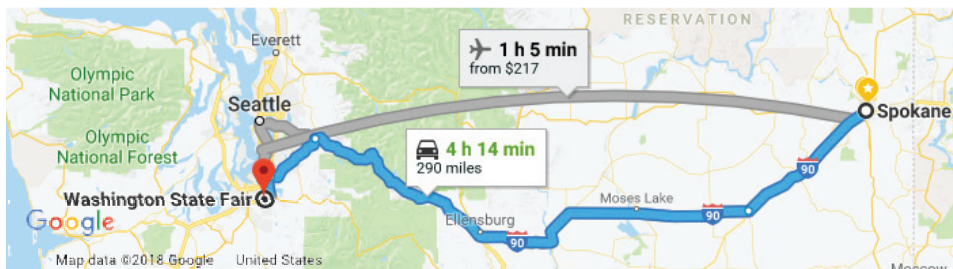 RESERVATION
Everett
1 h 5 min
from $217
Olympic
National Park
Seattle
Spokane
Olympic
National Forest
4 h 14 min
290 miles
90
Washington State Fair
Moses Lake
90
Ellensburg
90
Google
Map data ©2018 Google United States
Moscow